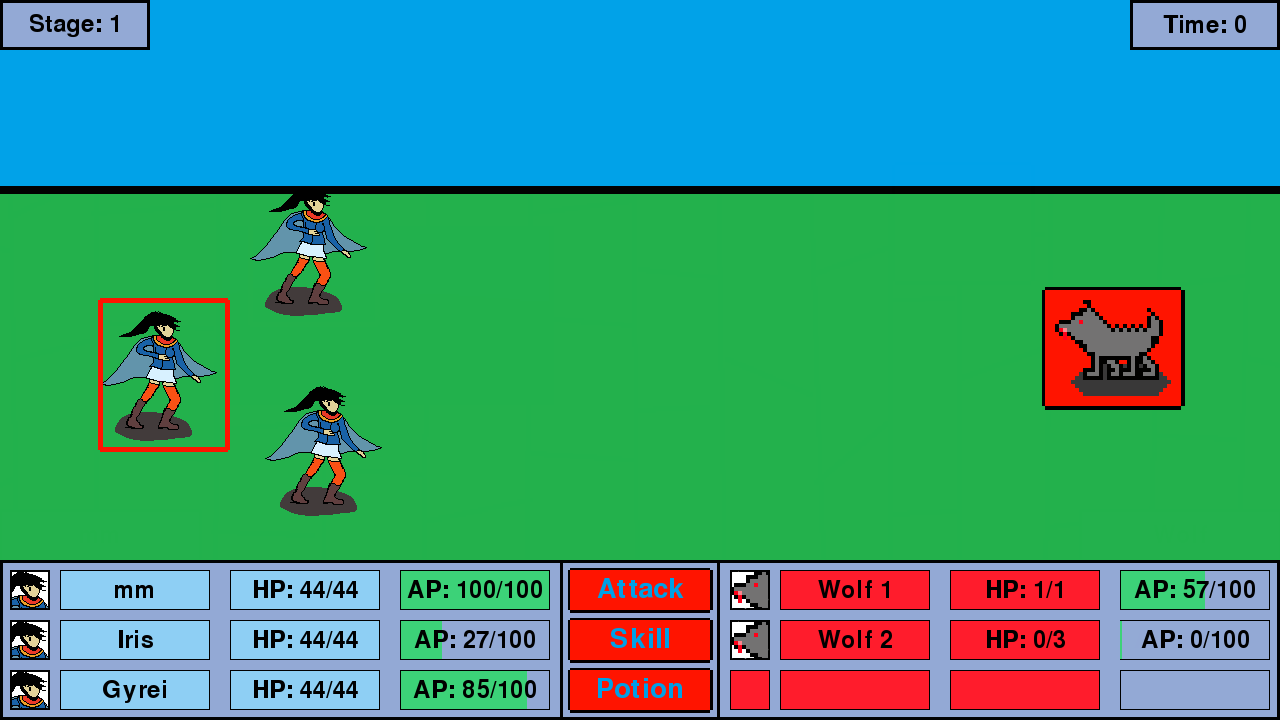 Stage: 1
Time: 0
mm HP: 44/44 AP: 100/100 Attack Wolf 1 HP: 1/1 AP: 57/100
Iris HP: 44/44 AP: 27/100 Skill Wolf 2 HP: 0/3 AP: 0/100
Gyrei HP: 44/44 AP: 85/100 Potion